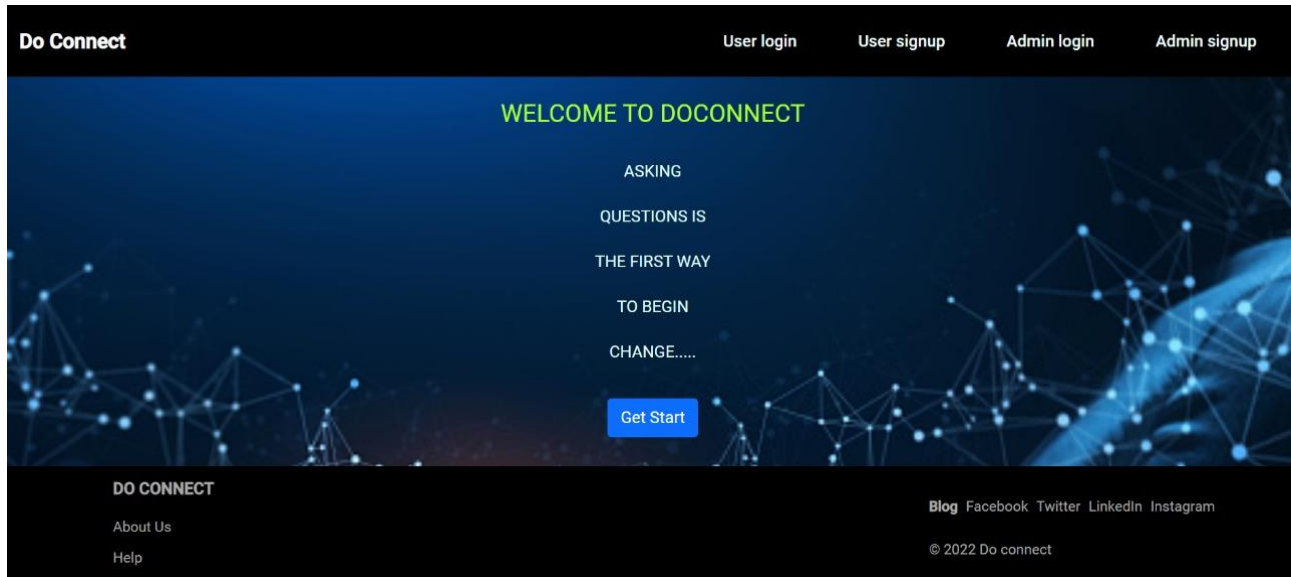 Do Connect User login User signup Admin login Admin signup
WELCOME TO DOCONNECT
ASKING
QUESTIONS IS
THE FIRST WAY
TO BEGIN
CHANGE.....
Get Start
DO CONNECT
About Us
Help
Blog Facebook Twitter LinkedIn Instagram
© 2022 Do connect